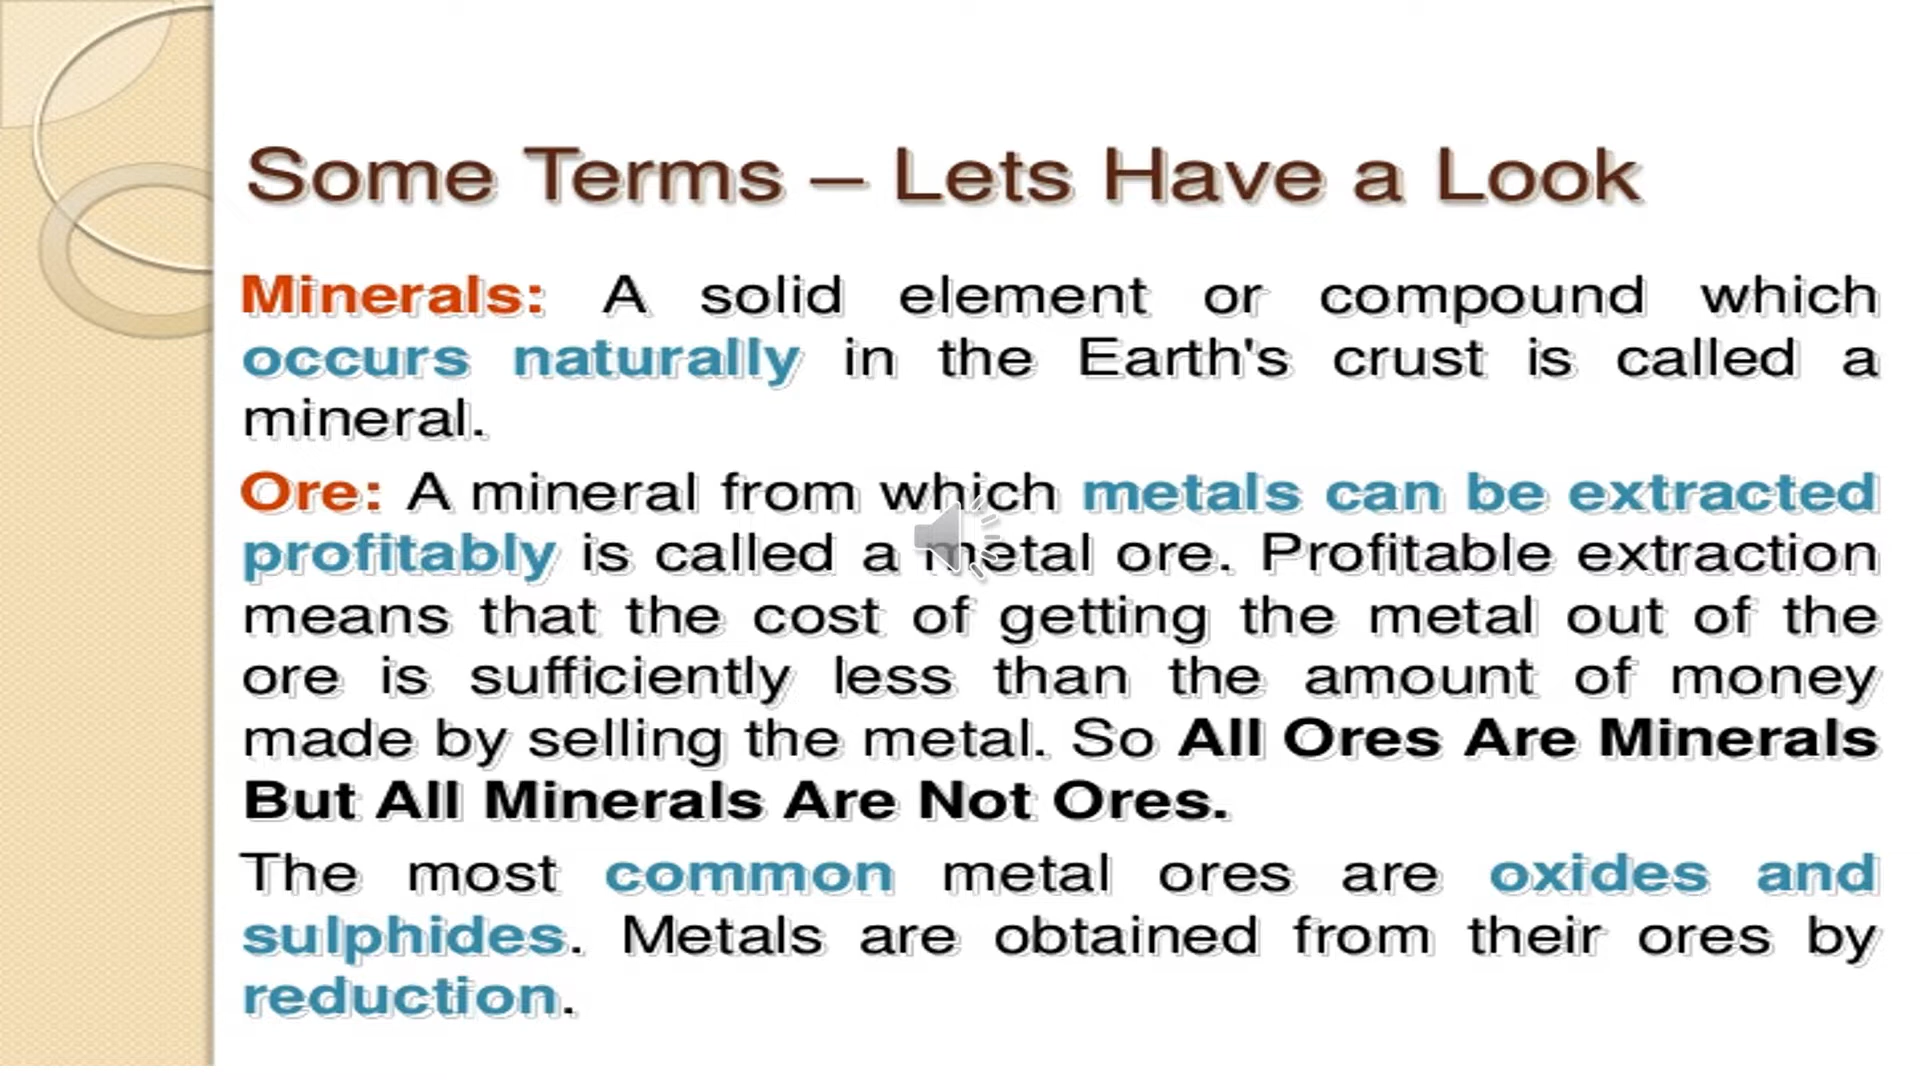 Some Terms – Lets Have a Look
Minerals: A solid element or compound which
occurs naturally in the Earth's crust is called a
mineral.
Ore: A mineral from which metals can be extracted
profitably is called a metal ore. Profitable extraction
means that the cost of getting the metal out of the
ore is sufficiently less than the amount of money
made by selling the metal. So All Ores Are Minerals
But All Minerals Are Not Ores.
The most common metal ores are oxides and
sulphides. Metals are obtained from their ores by
reduction.